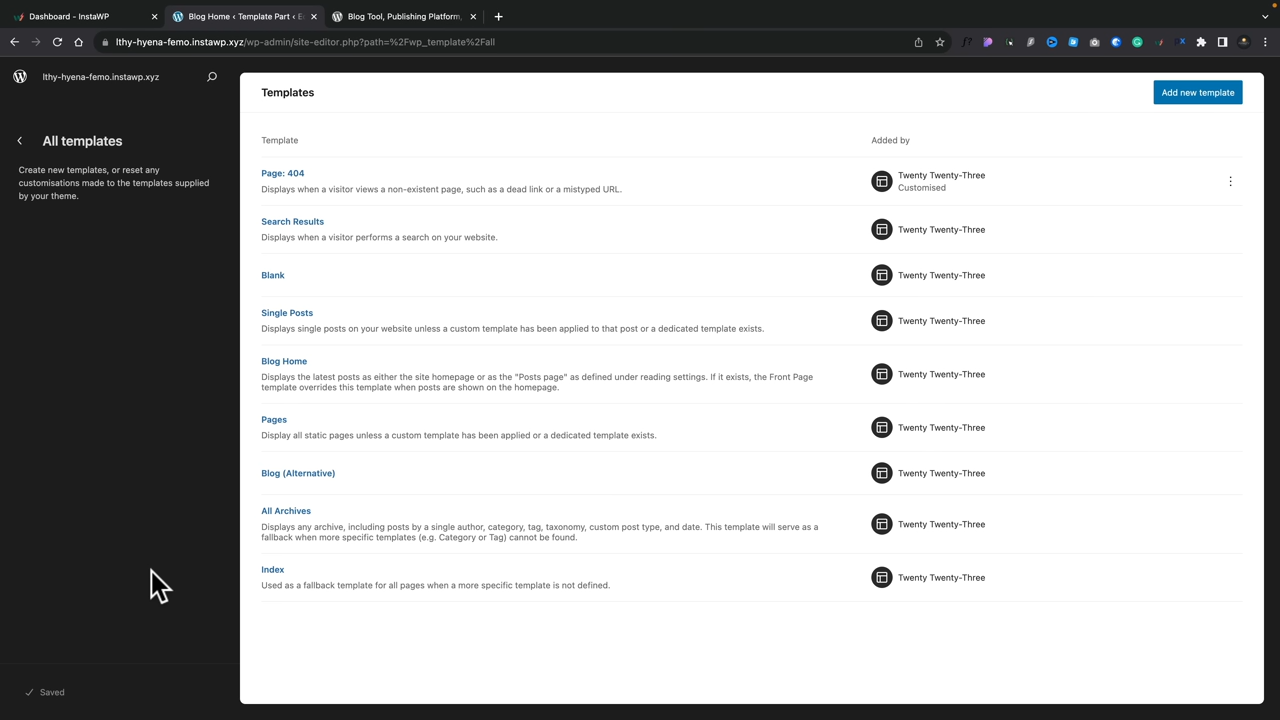 Dashboard - InstaWP
Blog Home ‹ Template Part ‹ Ec
Blog Tool, Publishing Platform,
lthy-hyena-femo.instawp.xyz/wp-admin/site-editor.php?path=%2Fwp_template%2Fall
lthy-hyena-femo.instawp.xyz
All templates
Create new templates, or reset any
customisations made to the templates supplied
by your theme.
Saved
Templates
Add new template
Template
Added by
Page: 404
Displays when a visitor views a non-existent page, such as a dead link or a mistyped URL.
Twenty Twenty-Three
Customised
Search Results
Displays when a visitor performs a search on your website.
Twenty Twenty-Three
Blank
Twenty Twenty-Three
Single Posts
Displays single posts on your website unless a custom template has been applied to that post or a dedicated template exists.
Twenty Twenty-Three
Blog Home
Displays the latest posts as either the site homepage or as the "Posts page" as defined under reading settings. If it exists, the Front Page
template overrides this template when posts are shown on the homepage.
Twenty Twenty-Three
Pages
Display all static pages unless a custom template has been applied or a dedicated template exists.
Twenty Twenty-Three
Blog (Alternative)
Twenty Twenty-Three
All Archives
Displays any archive, including posts by a single author, category, tag, taxonomy, custom post type, and date. This template will serve as a
fallback when more specific templates (e.g. Category or Tag) cannot be found.
Twenty Twenty-Three
Index
Used as a fallback template for all pages when a more specific template is not defined.
Twenty Twenty-Three